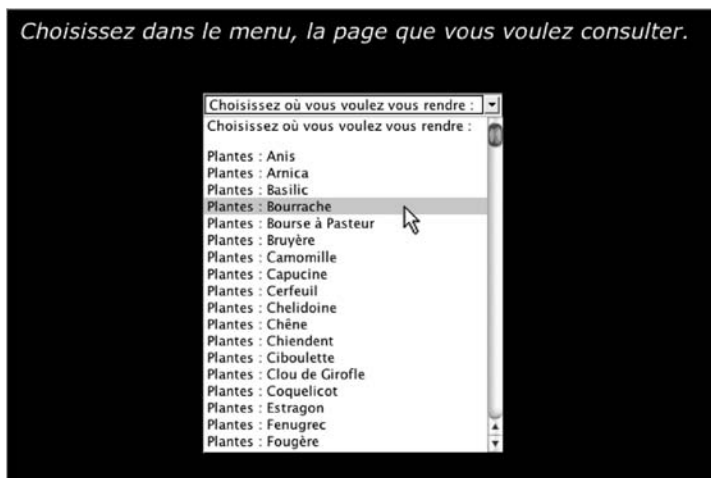 Choisissez dans le menu, la page que vous voulez consulter.
Choisissez où vous voulez vous rendre :
Choisissez où vous voulez vous rendre :
Plantes : Anis
Plantes : Arnica
Plantes : Basilic
Plantes : Bourrache
Plantes : Bourse à Pasteur
Plantes : Bruyère
Plantes : Camomille
Plantes : Capucine
Plantes : Cerfeuil
Plantes : Chelidoine
Plantes : Chêne
Plantes : Chiendent
Plantes : Ciboulette
Plantes : Clou de Girofle
Plantes : Coquelicot
Plantes : Estragon
Plantes : Fenugrec
Plantes : Fougère